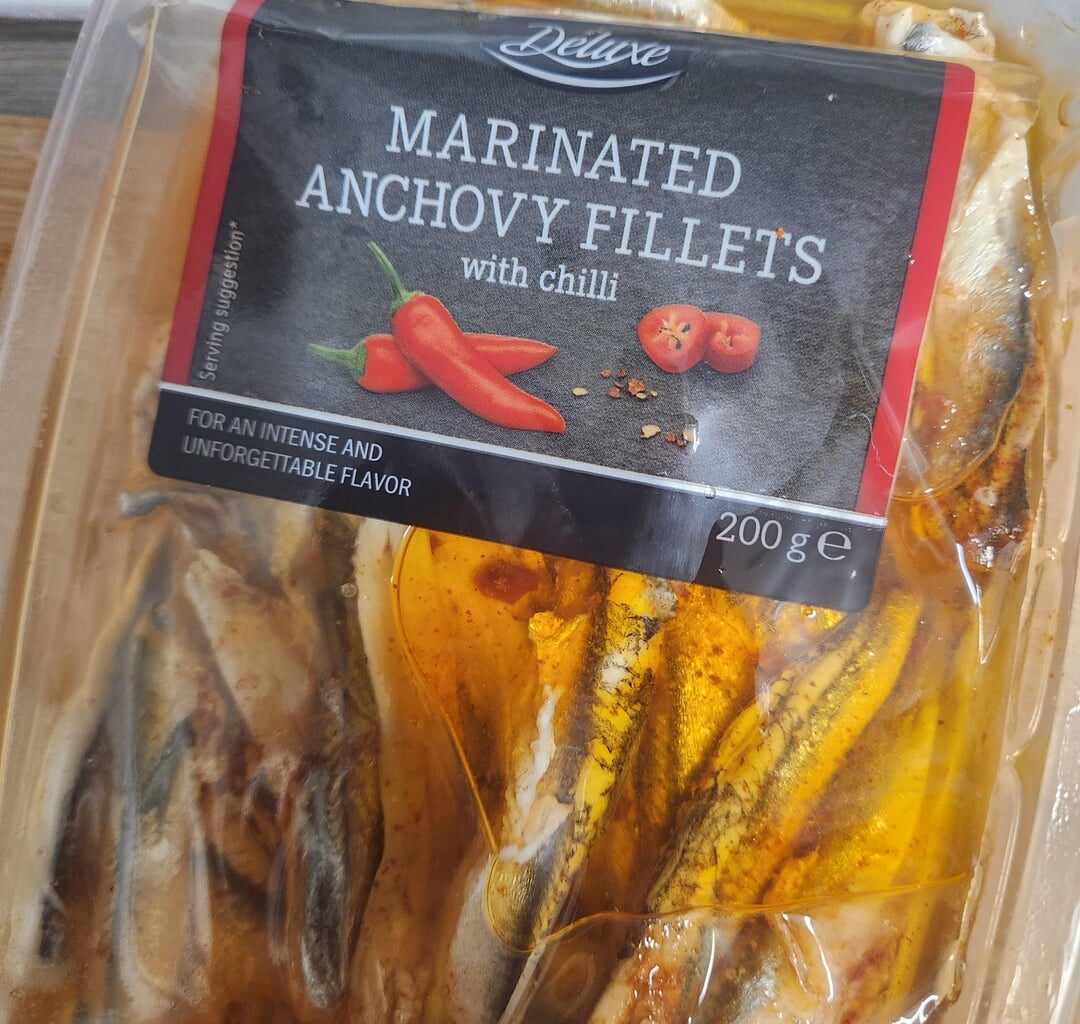 Deluxe
MARINATED
ANCHOVY FILLETS
with chilli
Serving suggestion*
FOR AN INTENSE AND
UNFORGETTABLE FLAVOR
200 g e